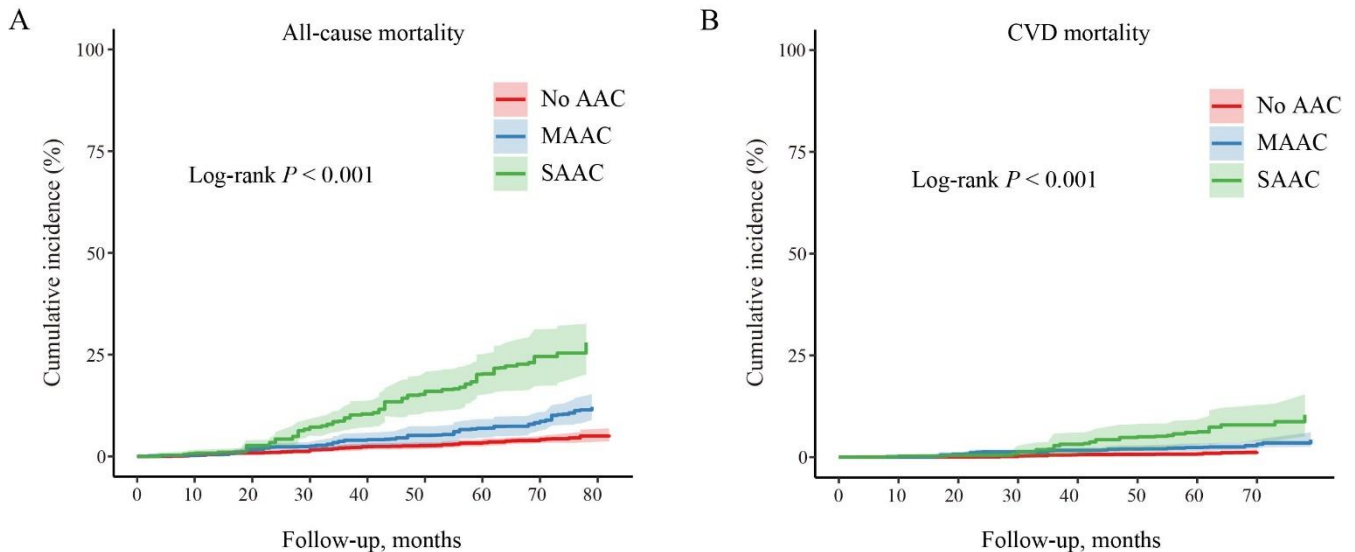 A
All-cause mortality
100
75
50
25
0
Cumulative incidence (%)
No AAC
MAAC
SAAC
Log-rank P < 0.001
0 10 20 30 40 50 60 70 80
Follow-up, months
B
CVD mortality
100
75
50
25
0
Cumulative incidence (%)
No AAC
MAAC
SAAC
Log-rank P < 0.001
0 10 20 30 40 50 60 70
Follow-up, months